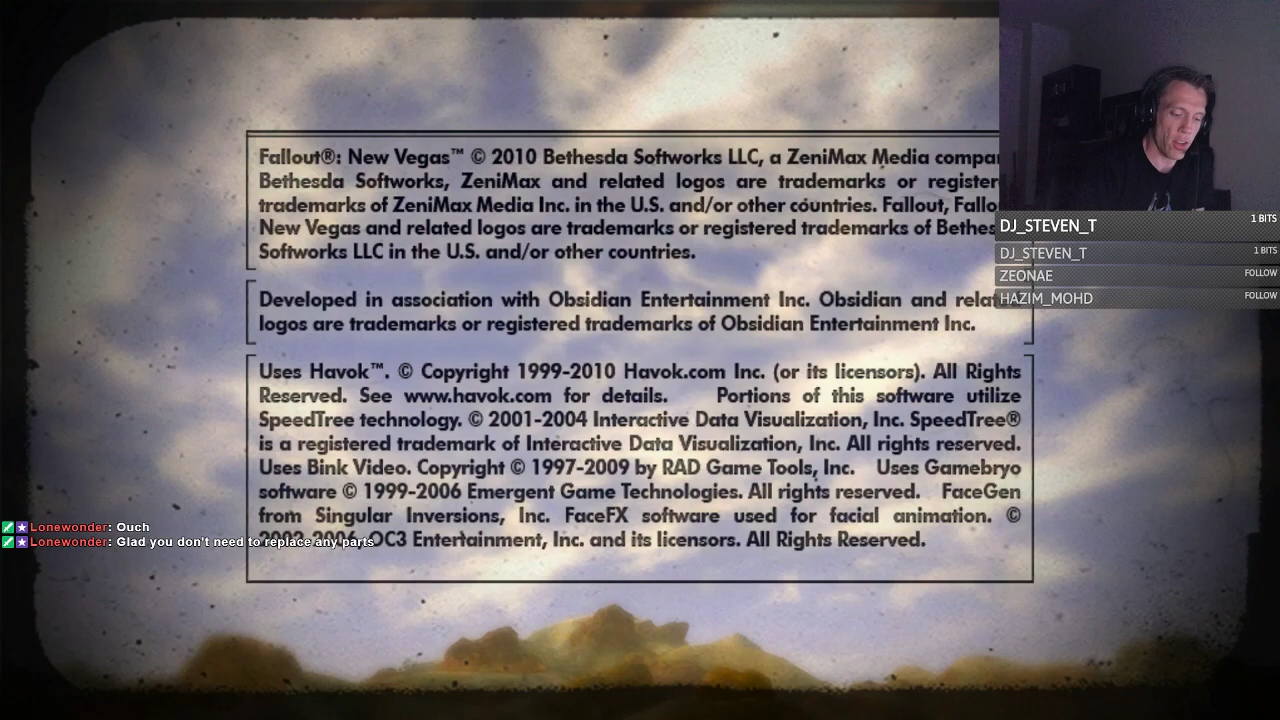 Fallout®: New Vegas™ © 2010 Bethesda Softworks LLC, a ZeniMax Media
Bethesda Softworks, ZeniMax and related logos are trademarks or
trademarks of ZeniMax Media Inc. in the U.S. and/or other countries. Fallout,
New Vegas and related logos are trademarks or registered trademarks of
Softworks LLC in the U.S. and/or other countries.
Developed in association with Obsidian Entertainment Inc. Obsidian and
logos are trademarks or registered trademarks of Obsidian Entertainment Inc.
Uses Havok™. © Copyright 1999-2010 Havok.com Inc. (or its licensors). All Rights
Reserved. See www.havok.com for details. Portions of this software utilize
SpeedTree technology. © 2001-2004 Interactive Data Visualization, Inc. SpeedTree®
is a registered trademark of Interactive Data Visualization, Inc. All rights reserved.
Uses Bink Video. Copyright © 1997-2009 by RAD Game Tools, Inc. Uses Gamebryo
software © 1999-2006 Emergent Game Technologies. All rights reserved. FaceGen
from Singular Inversions, Inc. FaceFX software used for facial animation. ©
OC3 Entertainment, Inc. and its licensors. All Rights Reserved.
DJ_STEVEN_T 1 BITS
DJ_STEVEN_T 1 BITS
ZEONAE FOLLOW
HAZIM_MOHD FOLLOW
Lonewonder: Ouch
Lonewonder: Glad you don't need to replace any parts